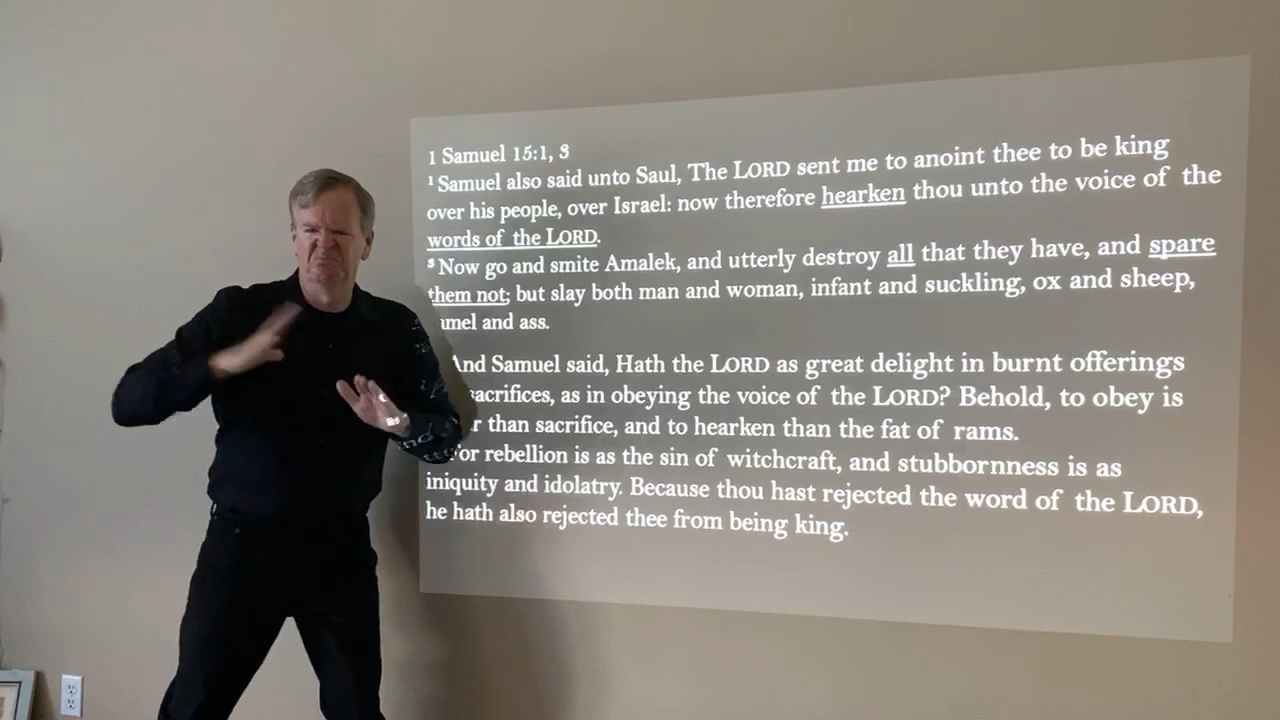 1 Samuel 15:1, 3
¹ Samuel also said unto Saul, The LORD sent me to anoint thee to be king
over his people, over Israel: now therefore hearken thou unto the voice of the
words of the LORD.
³ Now go and smite Amalek, and utterly destroy all that they have, and spare
them not; but slay both man and woman, infant and suckling, ox and sheep,
amel and ass.
And Samuel said, Hath the LORD as great delight in burnt offerings
sacrifices, as in obeying the voice of the LORD? Behold, to obey is
r than sacrifice, and to hearken than the fat of rams.
For rebellion is as the sin of witchcraft, and stubbornness is as
iniquity and idolatry. Because thou hast rejected the word of the LORD,
he hath also rejected thee from being king.